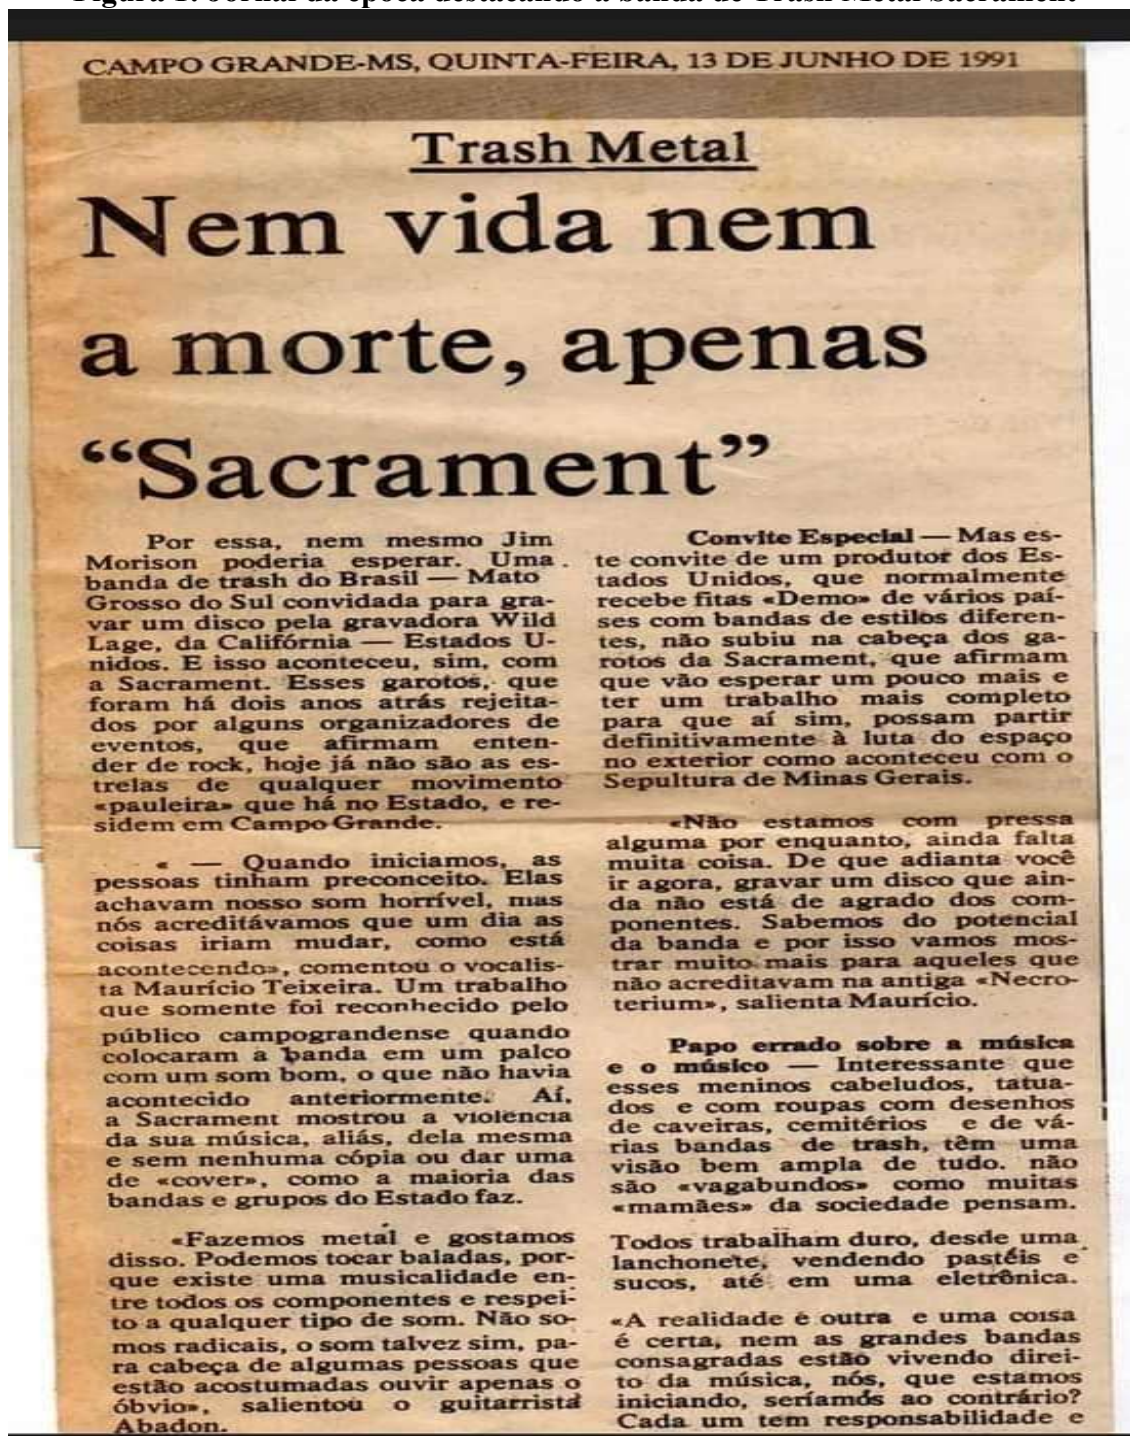 Figura 1: Jornal da época destacando a banda de Trash Metal Sacrament
CAMPO GRANDE-MS, QUINTA-FEIRA, 13 DE JUNHO DE 1991
Trash Metal
Nem vida nem
a morte, apenas
“Sacrament”
Por essa, nem mesmo Jim
Morison poderia esperar. Uma
banda de trash do Brasil — Mato
Grosso do Sul convidada para gra-
var um disco pela gravadora Wild
Lage, da Califórnia — Estados U-
nidos. E isso aconteceu, sim, com
a Sacrament. Esses garotos, que
foram há dois anos atrás rejeita-
dos por alguns organizadores de
eventos, que afirmam enten-
der de rock, hoje já não são as es-
trelas de qualquer movimento
«pauleira» que há no Estado, e re-
sidem em Campo Grande.
« — Quando iniciamos, as
pessoas tinham preconceito. Elas
achavam nosso som horrível, mas
nós acreditávamos que um dia as
coisas iriam mudar, como está
acontecendo», comentou o vocalis-
ta Maurício Teixeira. Um trabalho
que somente foi reconhecido pelo
público campograndense quando
colocaram a banda em um palco
com um som bom, o que não havia
acontecido anteriormente. Aí,
a Sacrament mostrou a violência
da sua música, aliás, dela mesma
e sem nenhuma cópia ou dar uma
de «cover», como a maioria das
bandas e grupos do Estado faz.
«Fazemos metal e gostamos
disso. Podemos tocar baladas, por-
que existe uma musicalidade en-
tre todos os componentes e respei-
to a qualquer tipo de som. Não so-
mos radicais, o som talvez sim, pa-
ra cabeça de algumas pessoas que
estão acostumadas ouvir apenas o
óbvio», salientou o guitarrista
Abadon.
Convite Especial — Mas es-
te convite de um produtor dos Es-
tados Unidos, que normalmente
recebe fitas «Demo» de vários paí-
ses com bandas de estilos diferen-
tes, não subiu na cabeça dos ga-
rotos da Sacrament, que afirmam
que vão esperar um pouco mais e
ter um trabalho mais completo
para que aí sim, possam partir
definitivamente à luta do espaço
no exterior como aconteceu com o
Sepultura de Minas Gerais.
«Não estamos com pressa
alguma por enquanto, ainda falta
muita coisa. De que adianta você
ir agora, gravar um disco que ain-
da não está de agrado dos com-
ponentes. Sabemos do potencial
da banda e por isso vamos mos-
trar muito mais para aqueles que
não acreditavam na antiga «Necro-
terium», salienta Maurício.
Papo errado sobre a música
e o músico — Interessante que
esses meninos cabeludos, tatua-
dos e com roupas com desenhos
de caveiras, cemitérios e de vá-
rias bandas de trash, têm uma
visão bem ampla de tudo. não
são «vagabundos» como muitas
«mamães» da sociedade pensam.
Todos trabalham duro, desde uma
lanchonete, vendendo pastéis e
sucos, até em uma eletrônica.
«A realidade é outra e uma coisa
é certa, nem as grandes bandas
consagradas estão vivendo direi-
to da música, nós, que estamos
iniciando, seríamos ao contrário?
Cada um tem responsabilidade e